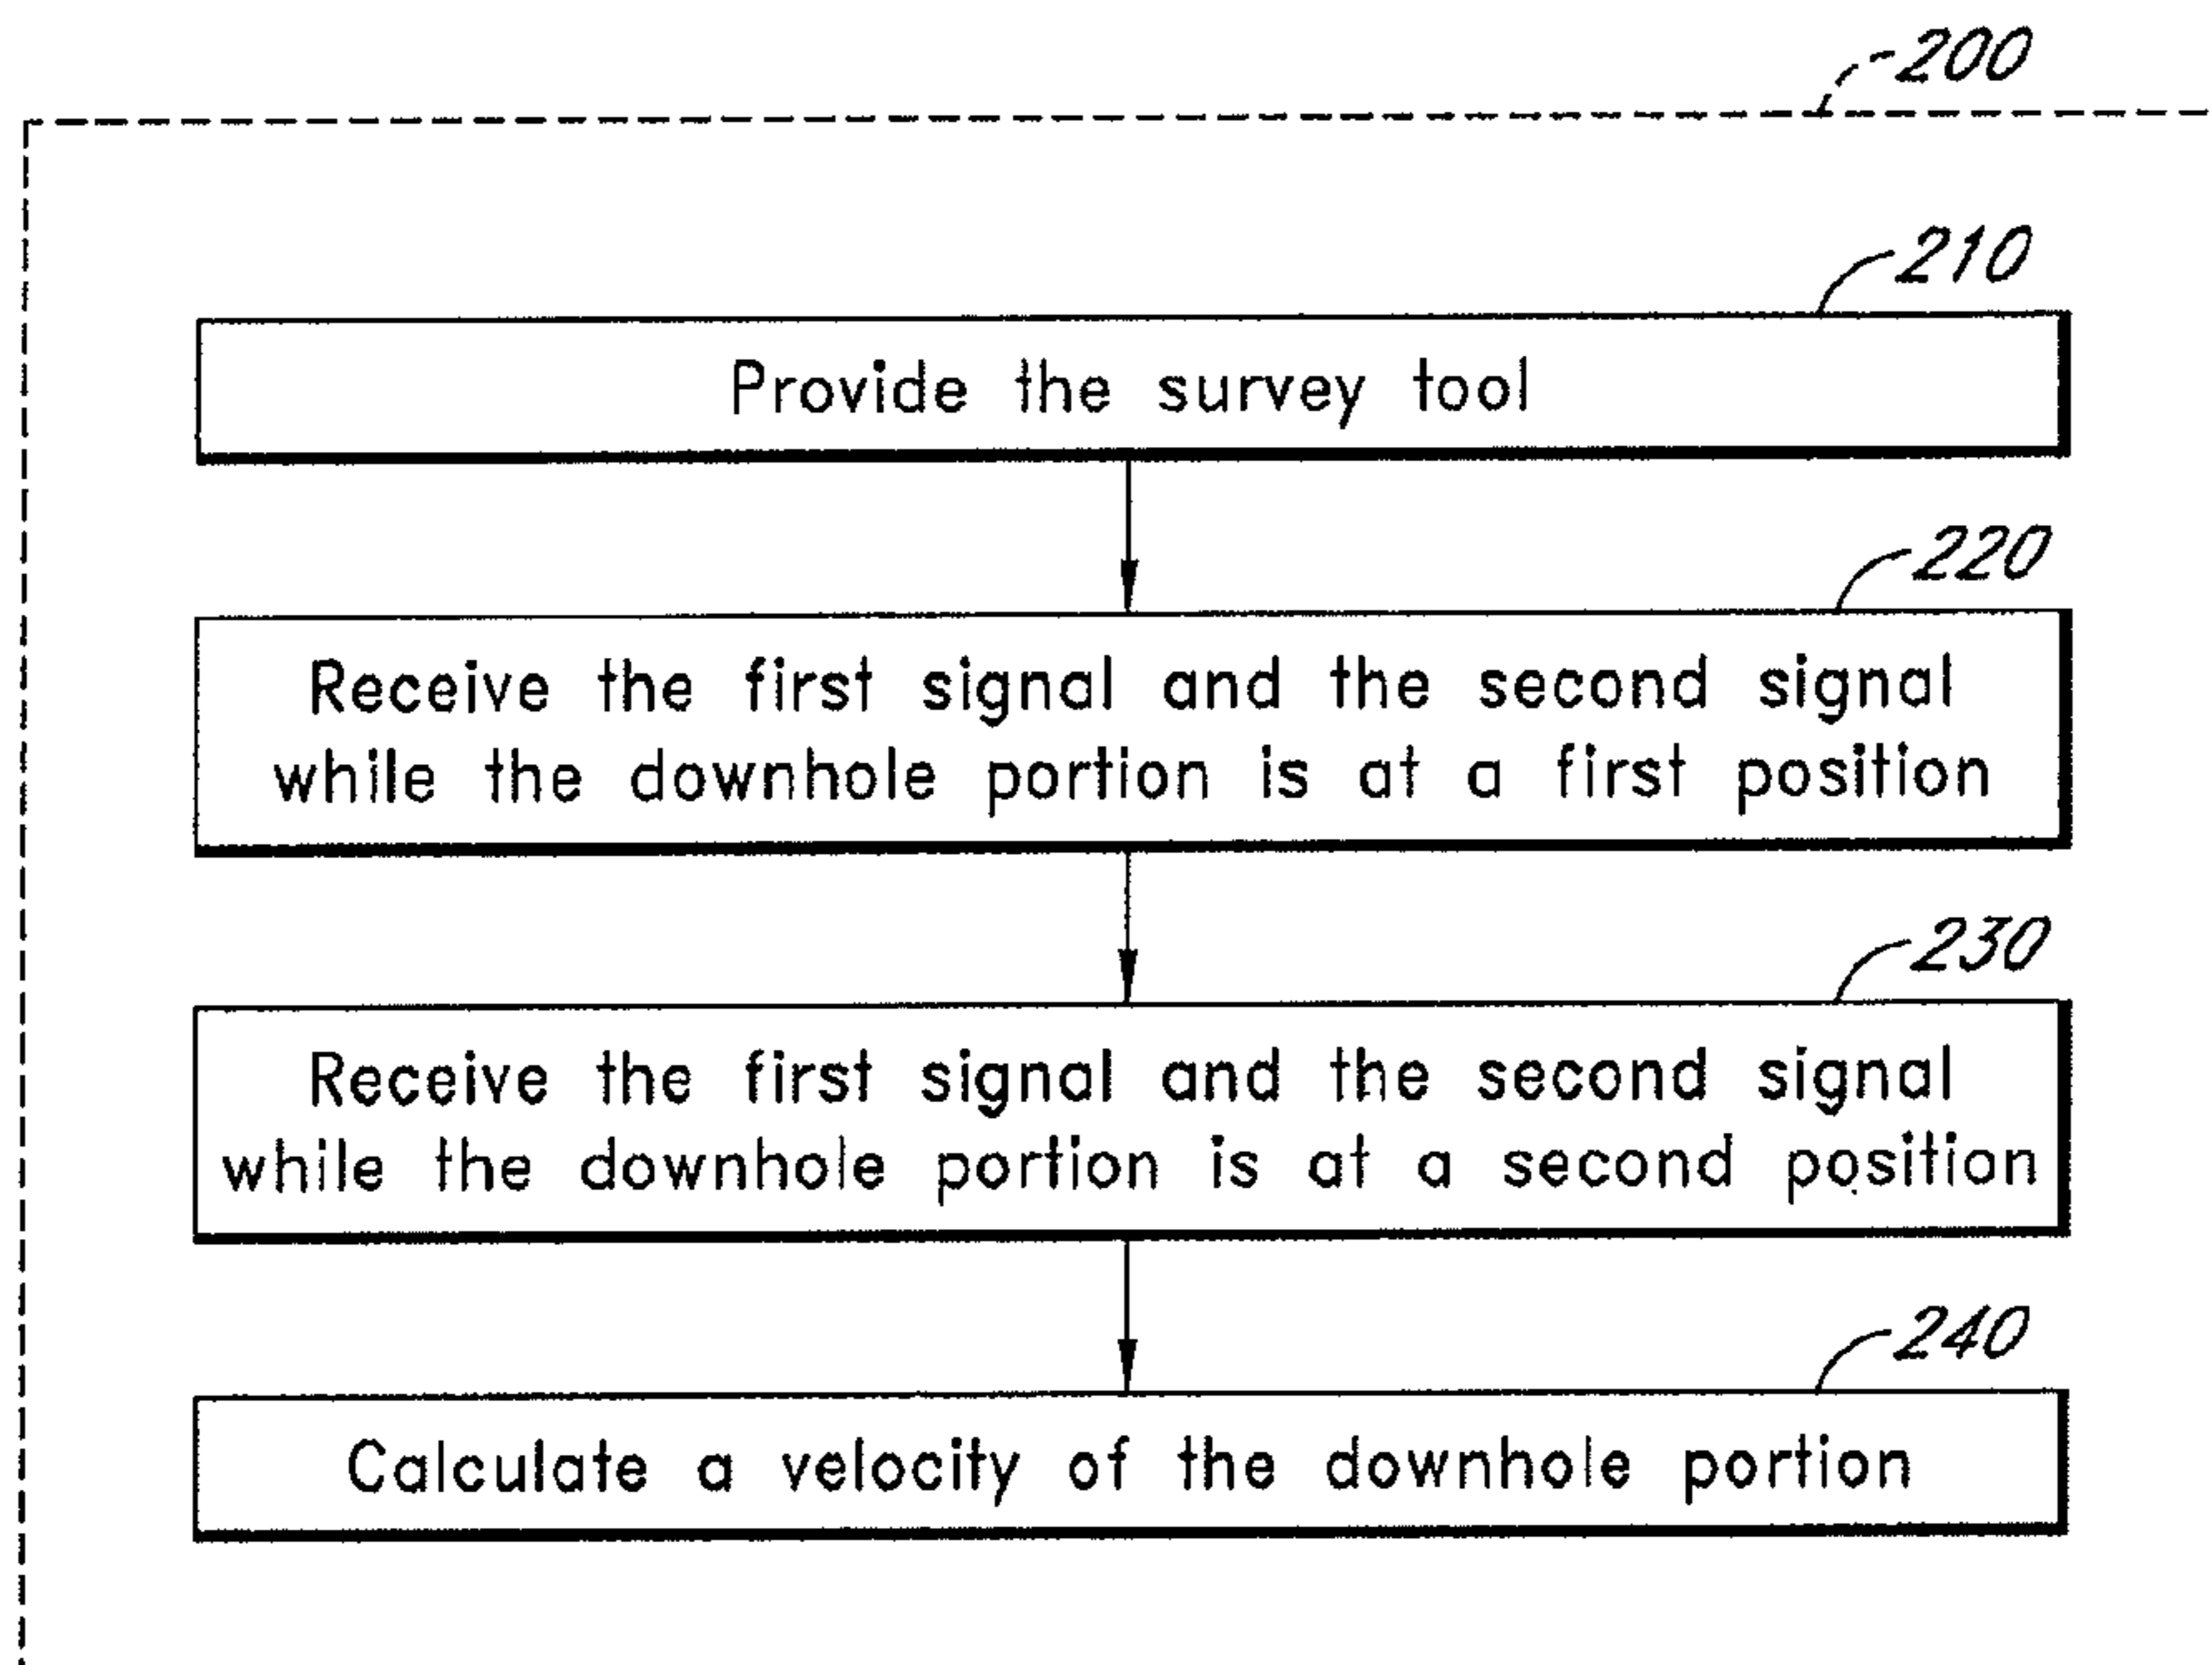 200
210
Provide the survey tool
220
Receive the first signal and the second signal
while the downhole portion is at a first position
230
Receive the first signal and the second signal
while the downhole portion is at a second position
240
Calculate a velocity of the downhole portion